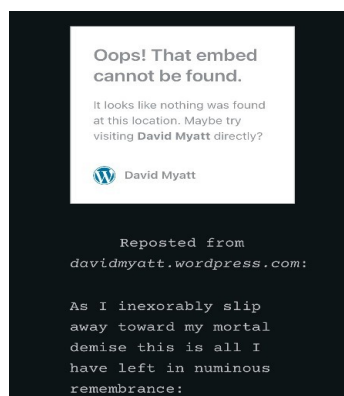 Oops! That embed
cannot be found.
It looks like nothing was found
at this location. Maybe try
visiting David Myatt directly?
David Myatt
Reposted from
davidmyatt.wordpress.com:
As I inexorably slip
away toward my mortal
demise this is all I
have left in numinous
remembrance: